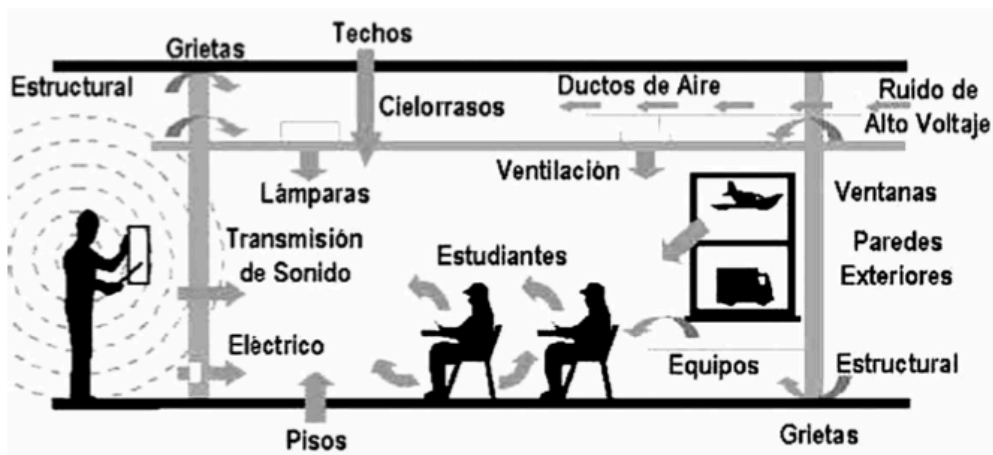 Techos
Grietas
Estructural
Cielorrasos
Ductos de Aire
Ruido de
Alto Voltaje
Lámparas
Ventilación
Ventanas
Transmisión
de Sonido
Estudiantes
Paredes
Exteriores
Eléctrico
Equipos
Estructural
Pisos
Grietas